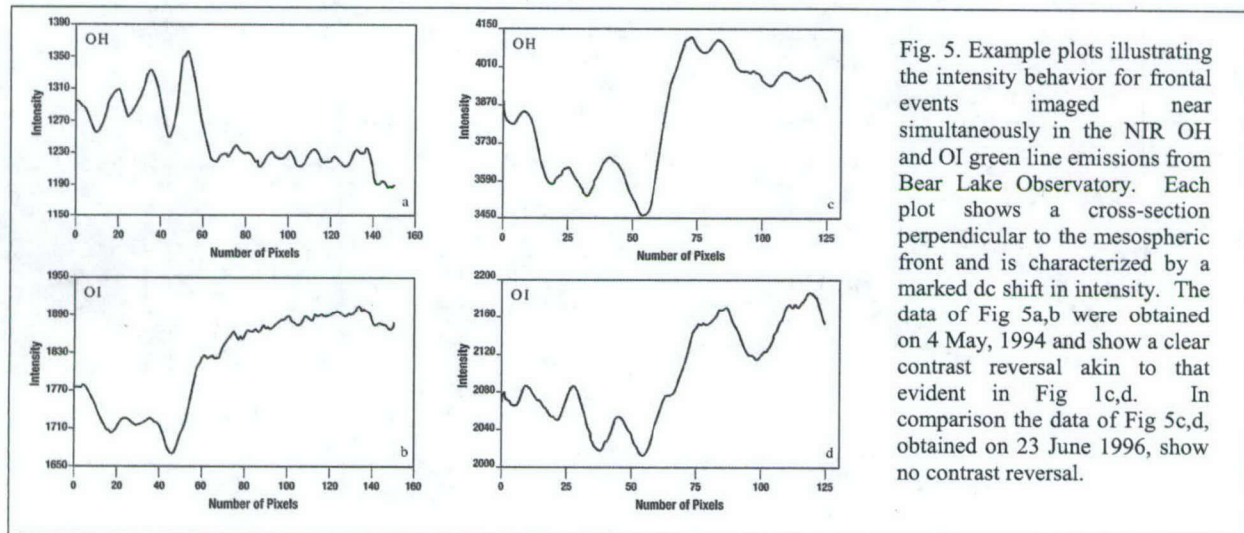 OH
1390
1350
1310
1270
1230
1190
1150
Intensity
0 20 40 60 80 100 120 140 160
Number of Pixels
a
OH
4150
4010
3870
3730
3590
3450
Intensity
0 25 50 75 100 125
Number of Pixels
c
OI
1950
1890
1830
1770
1710
1650
Intensity
0 20 40 60 80 100 120 140 160
Number of Pixels
b
OI
2200
2160
2120
2080
2040
2000
Intensity
0 25 50 75 100 125
Number of Pixels
d
Fig. 5. Example plots illustrating
the intensity behavior for frontal
events imaged near
simultaneously in the NIR OH
and OI green line emissions from
Bear Lake Observatory. Each
plot shows a cross-section
perpendicular to the mesospheric
front and is characterized by a
marked dc shift in intensity. The
data of Fig 5a,b were obtained
on 4 May, 1994 and show a clear
contrast reversal akin to that
evident in Fig 1c,d. In
comparison the data of Fig 5c,d,
obtained on 23 June 1996, show
no contrast reversal.